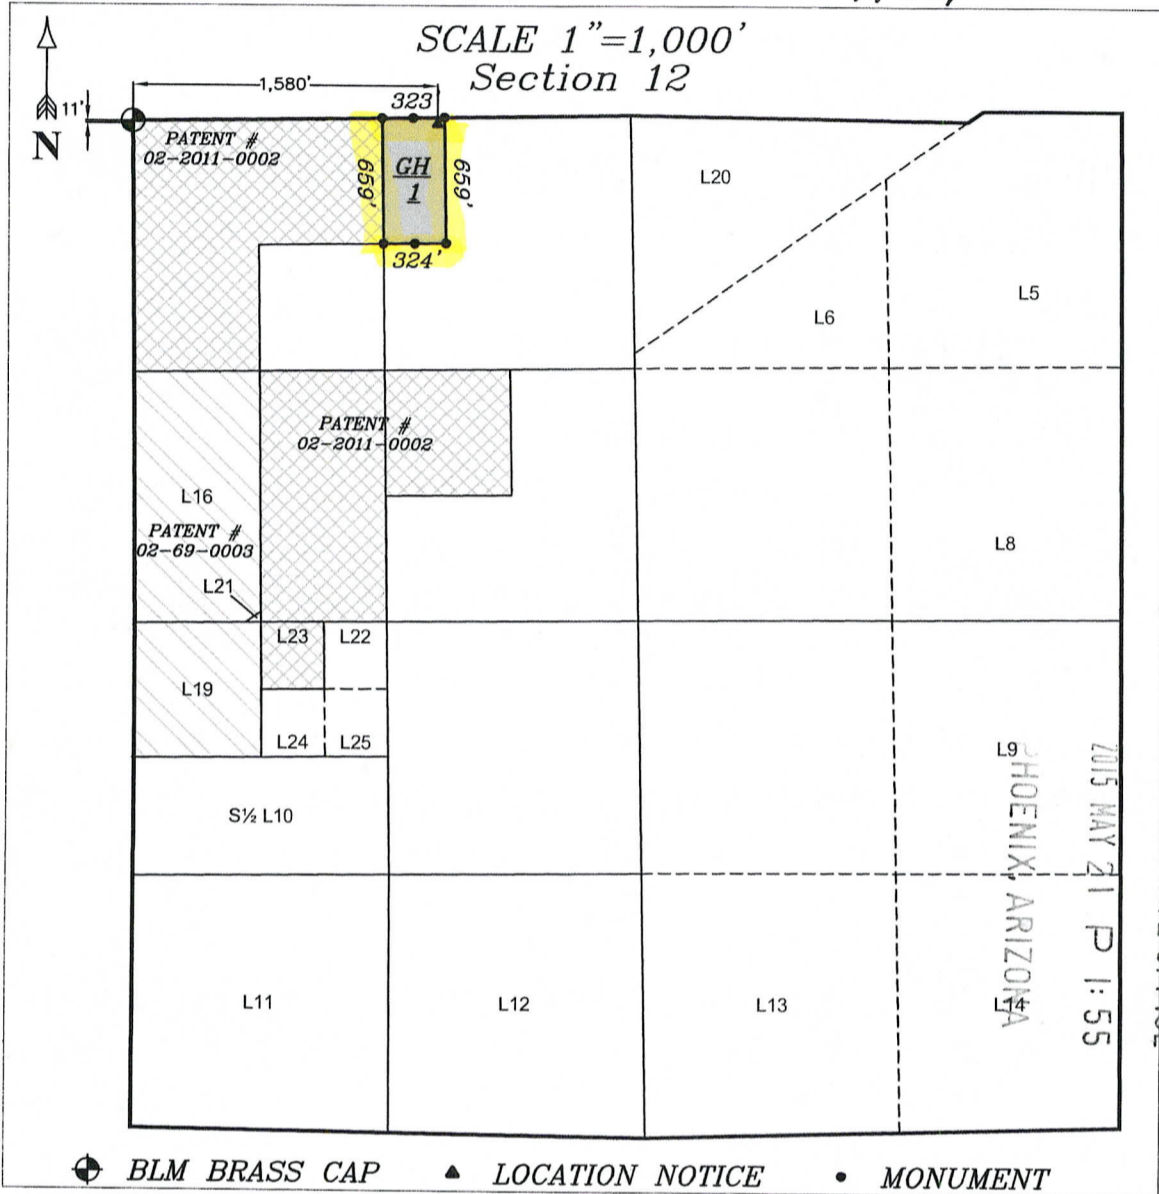 SCALE 1"=1,000'
Section 12
1,580'
11'
N
323
PATENT #
02-2011-0002
659'
GH
1
659'
324'
L20
L5
L6
PATENT #
02-2011-0002
L16
PATENT #
02-69-0003
L8
L21
L23
L22
L19
L24
L25
L9
S½ L10
2015 MAY 21 P 1:55
PHOENIX, ARIZONA
L11
L12
L13
L14
BLM BRASS CAP
LOCATION NOTICE
MONUMENT